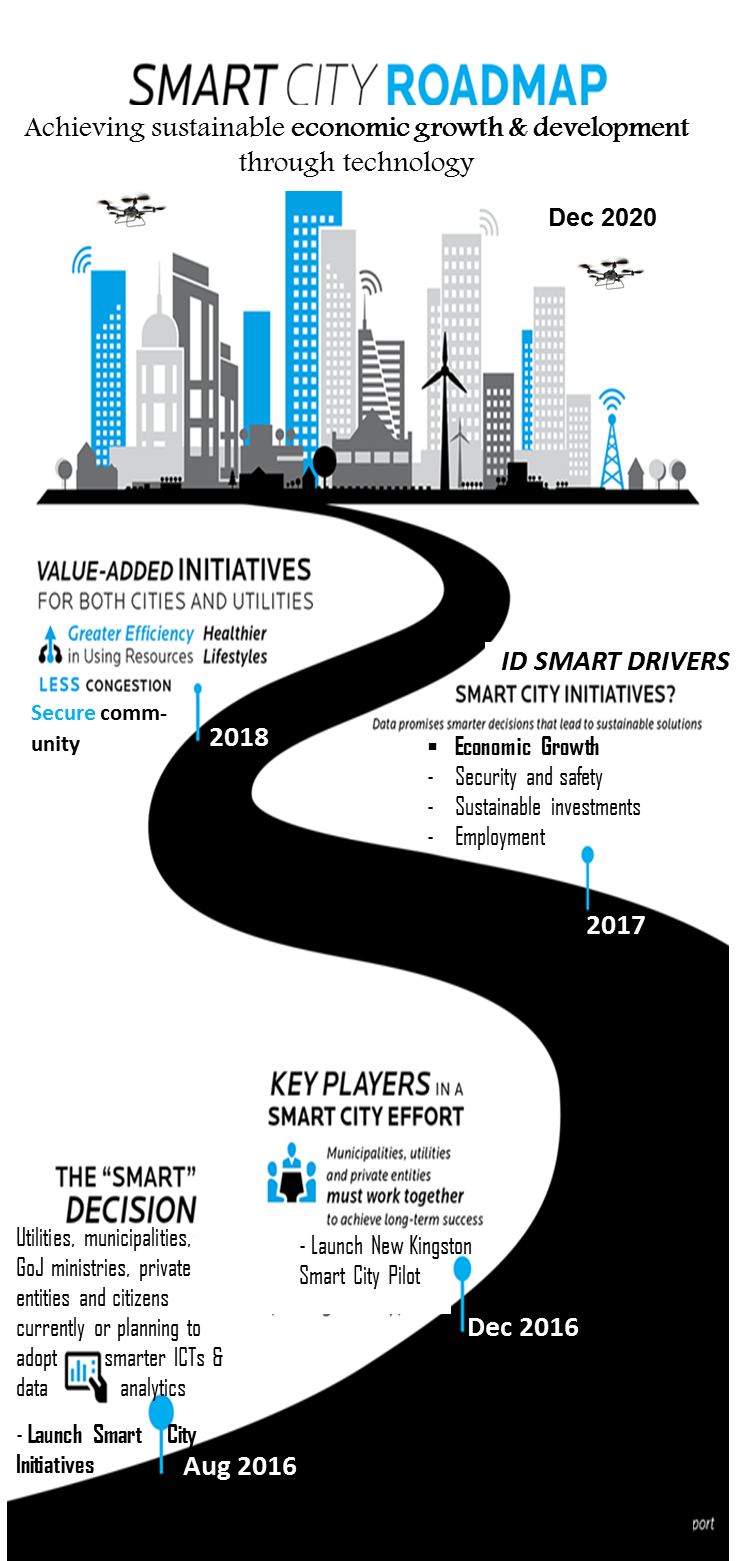 SMART CITY ROADMAP
Achieving sustainable economic growth & development
through technology
Dec 2020
VALUE-ADDED INITIATIVES
FOR BOTH CITIES AND UTILITIES
Greater Efficiency Healthier
in Using Resources Lifestyles
LESS CONGESTION
Secure comm-
unity
2018
ID SMART DRIVERS
SMART CITY INITIATIVES?
Data promises smarter decisions that lead to sustainable solutions
▪ Economic Growth
- Security and safety
- Sustainable investments
- Employment
2017
KEY PLAYERS IN A
SMART CITY EFFORT
Municipalities, utilities
and private entities
must work together
to achieve long-term success
- Launch New Kingston
Smart City Pilot
Dec 2016
THE “SMART”
DECISION
Utilities, municipalities,
GoJ ministries, private
entities and citizens
currently or planning to
adopt smarter ICTs &
data analytics
- Launch Smart City
Initiatives
Aug 2016
port